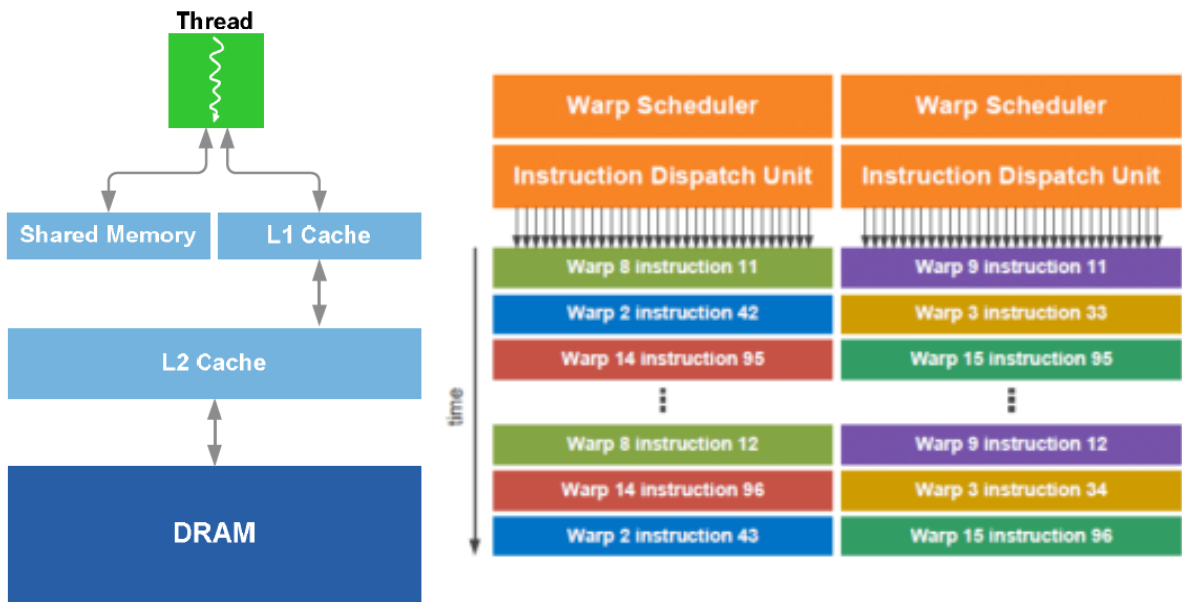 Thread
Shared Memory
L1 Cache
L2 Cache
DRAM
Warp Scheduler
Instruction Dispatch Unit
Warp 8 instruction 11
Warp 2 instruction 42
Warp 14 instruction 95
Warp 8 instruction 12
Warp 14 instruction 96
Warp 2 instruction 43
Warp Scheduler
Instruction Dispatch Unit
Warp 9 instruction 11
Warp 3 instruction 33
Warp 15 instruction 95
Warp 9 instruction 12
Warp 3 instruction 34
Warp 15 instruction 96
time